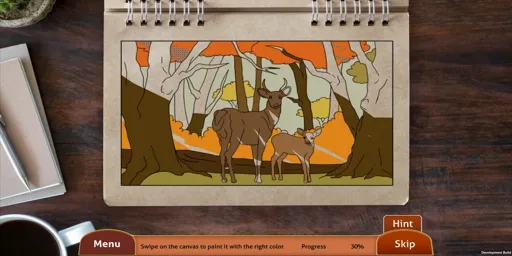 Hint
Menu
Swipe on the canvas to paint it with the right color
Progress
30%
Skip
Development Build